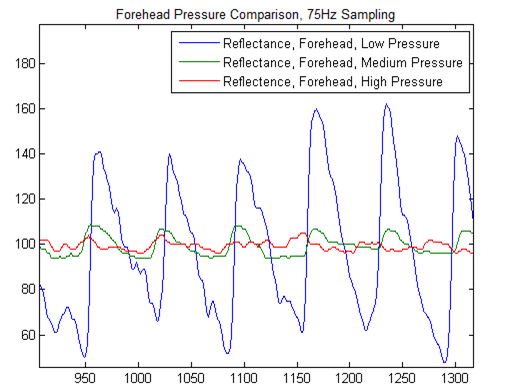 Forehead Pressure Comparison, 75Hz Sampling
Reflectance, Forehead, Low Pressure
Reflectance, Forehead, Medium Pressure
Reflectence, Forehead, High Pressure
180
160
140
120
100
80
60
950 1000 1050 1100 1150 1200 1250 1300